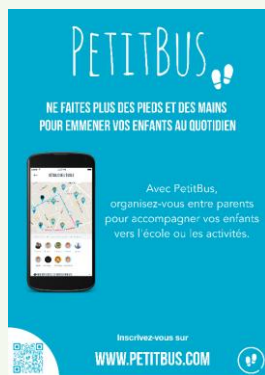 PETITBUS
NE FAITES PLUS DES PIEDS ET DES MAINS
POUR EMMENER VOS ENFANTS AU QUOTIDIEN
Avec PetitBus,
organisez-vous entre parents
pour accompagner vos enfants
vers l'école ou les activités.
Inscrivez-vous sur
WWW.PETITBUS.COM